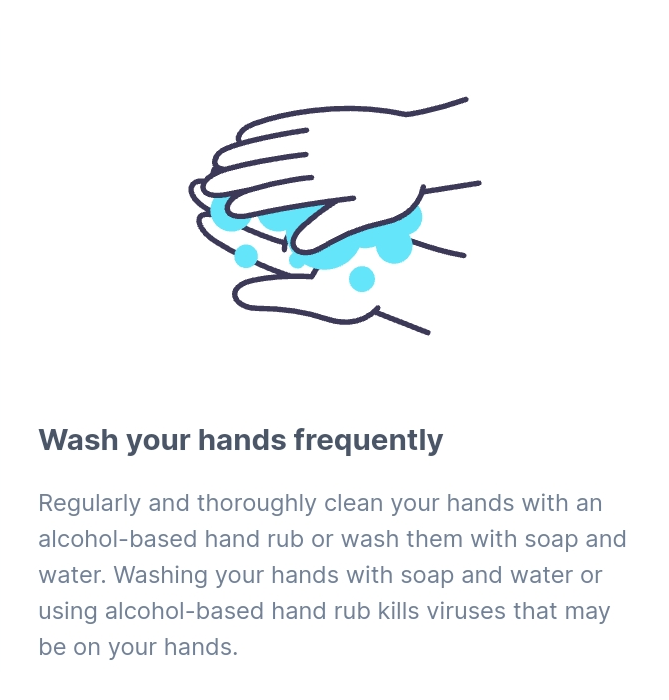 Wash your hands frequently
Regularly and thoroughly clean your hands with an
alcohol-based hand rub or wash them with soap and
water. Washing your hands with soap and water or
using alcohol-based hand rub kills viruses that may
be on your hands.